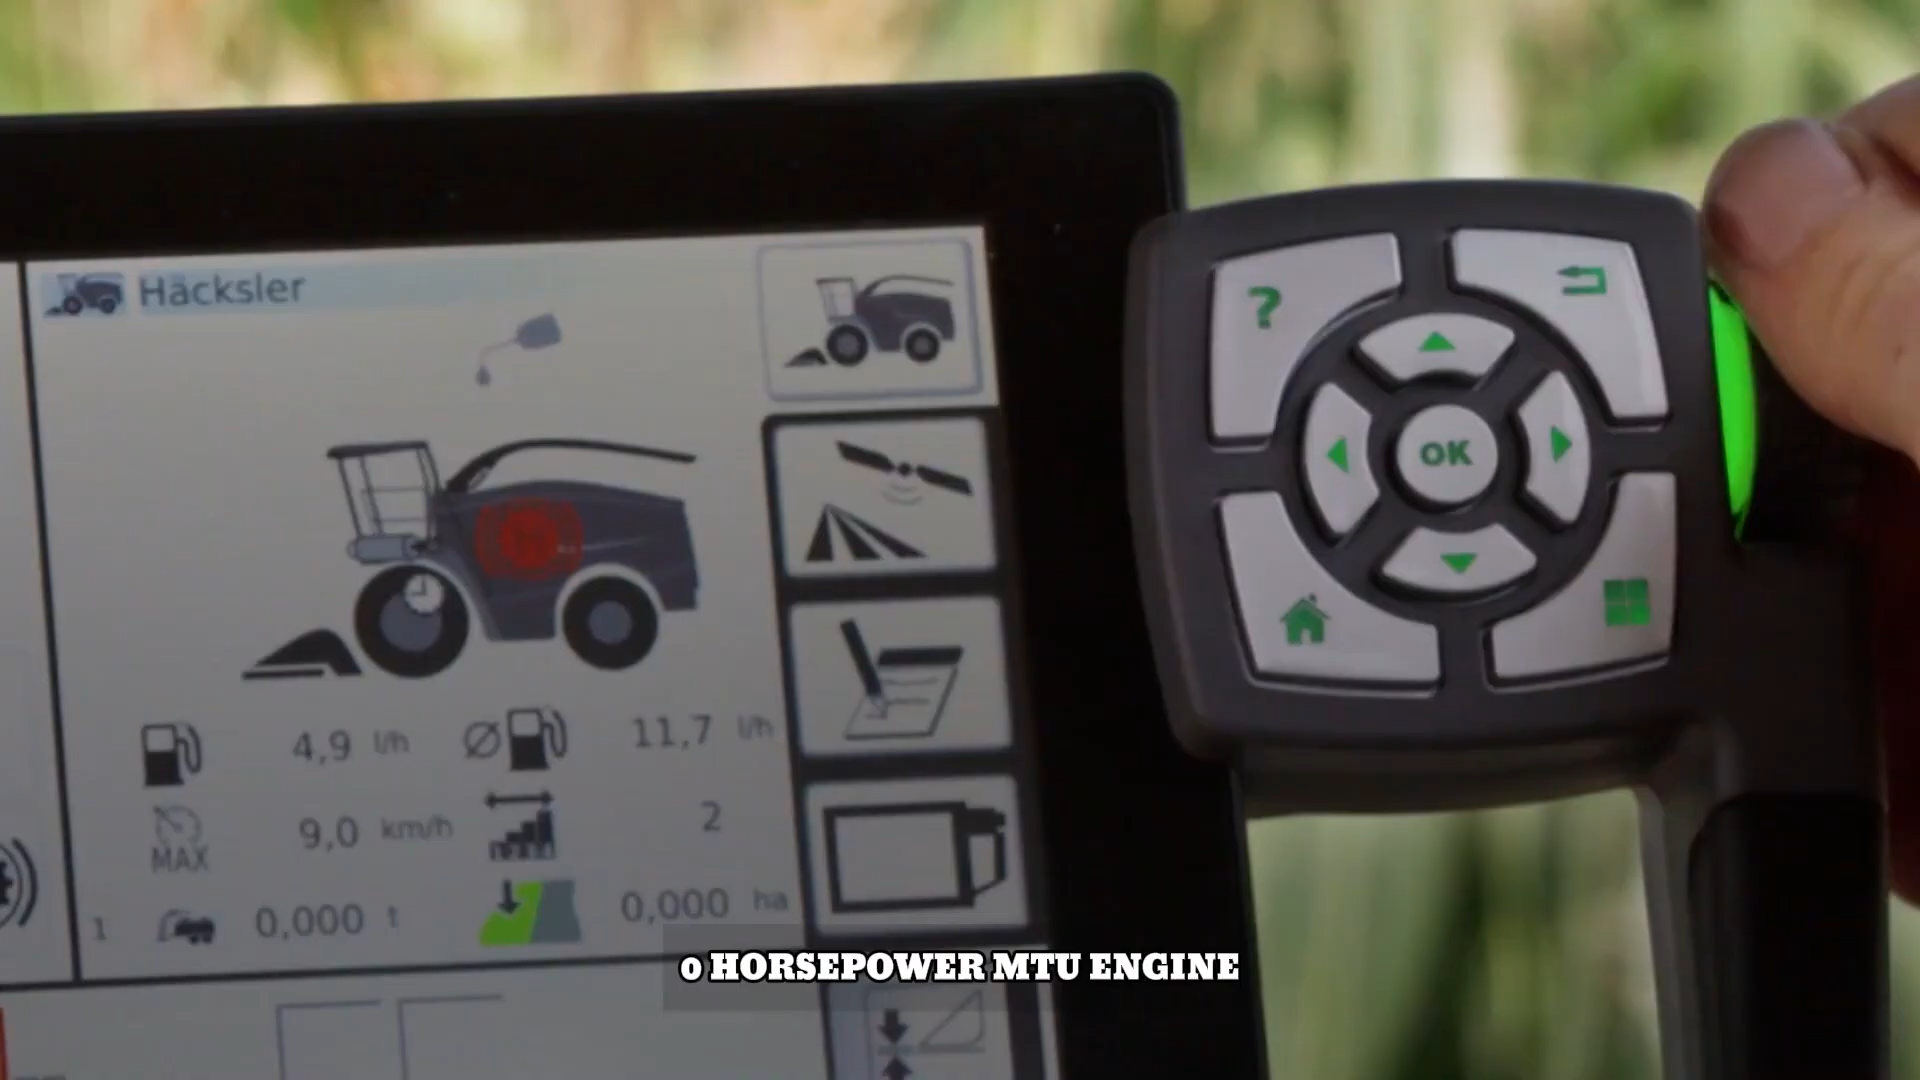 Häcksler
?
OK
4,9 l/h
Ø 11,7 l/h
MAX 9,0 km/h
2
1 0,000 t
0,000 ha
0 HORSEPOWER MTU ENGINE